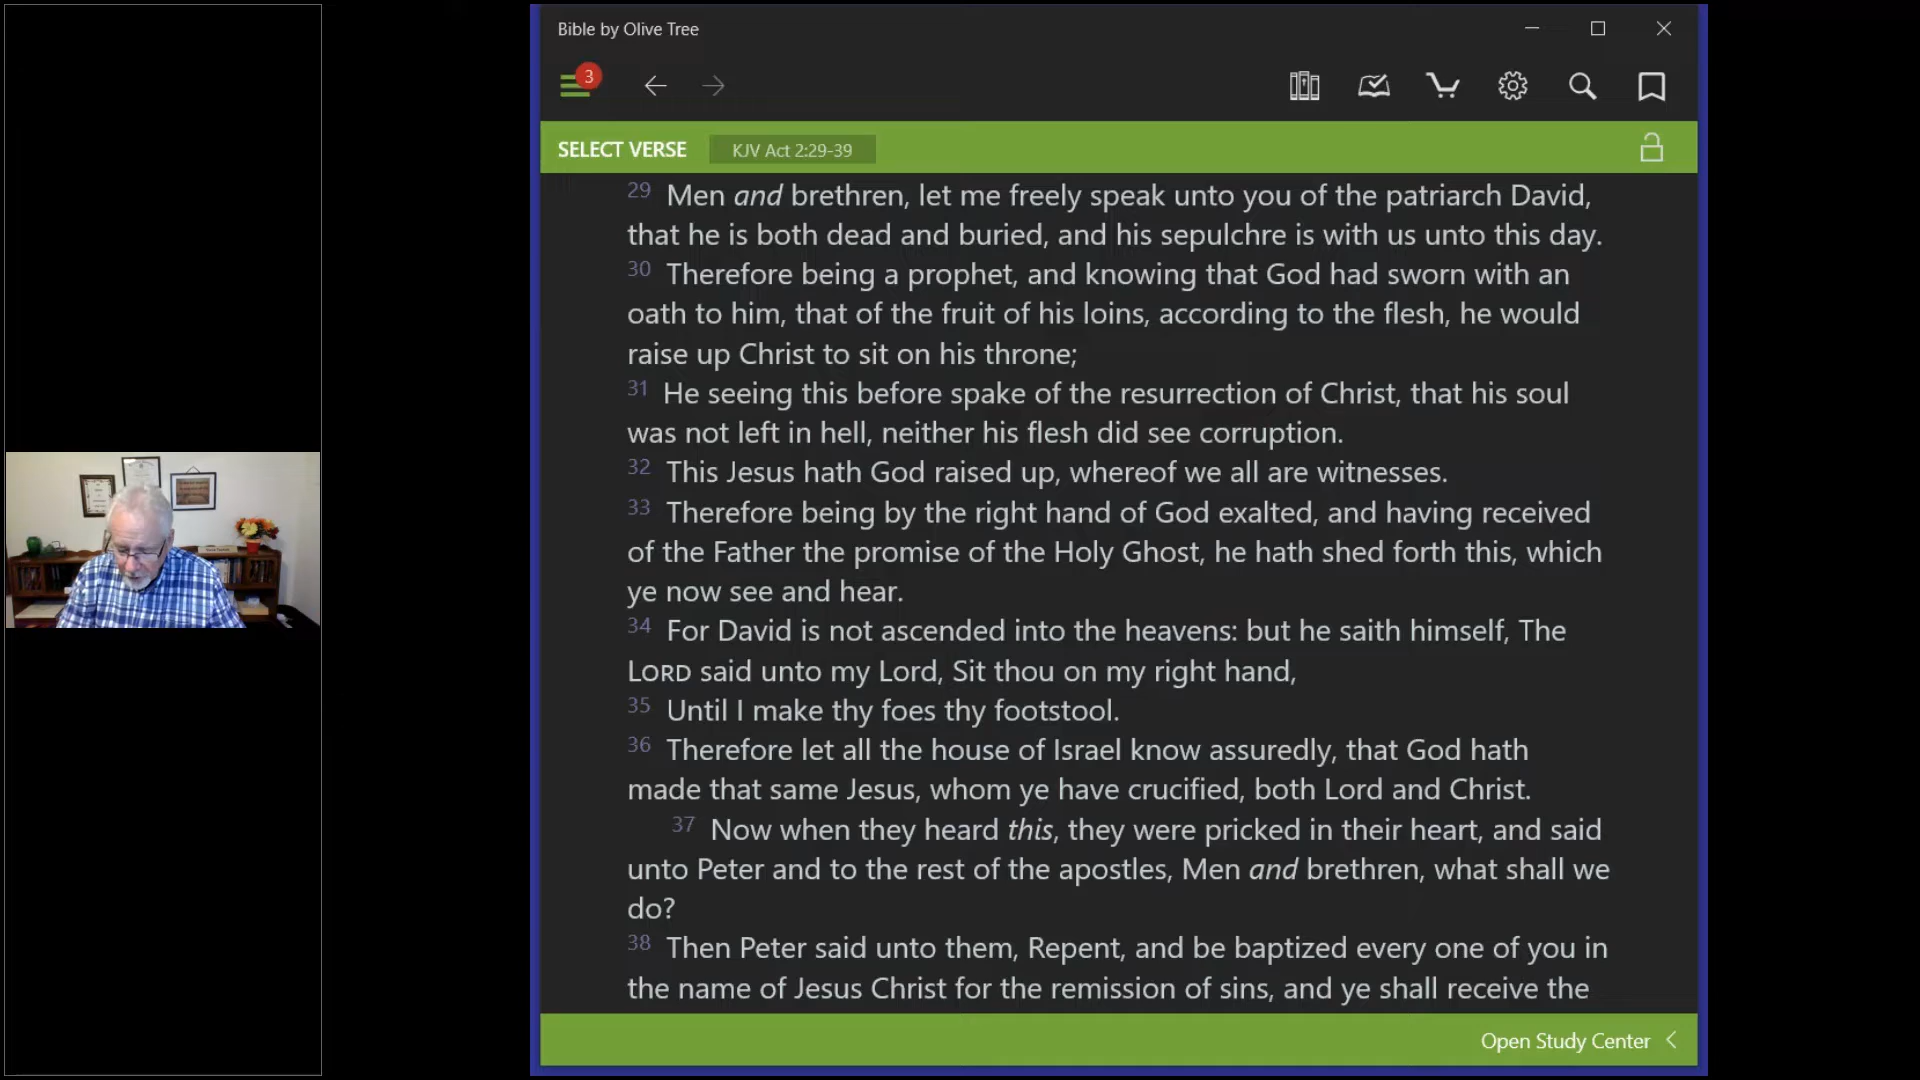 Bible by Olive Tree
3
SELECT VERSE KJV Act 2:29-39
29 Men and brethren, let me freely speak unto you of the patriarch David,
that he is both dead and buried, and his sepulchre is with us unto this day.
30 Therefore being a prophet, and knowing that God had sworn with an
oath to him, that of the fruit of his loins, according to the flesh, he would
raise up Christ to sit on his throne;
31 He seeing this before spake of the resurrection of Christ, that his soul
was not left in hell, neither his flesh did see corruption.
32 This Jesus hath God raised up, whereof we all are witnesses.
33 Therefore being by the right hand of God exalted, and having received
of the Father the promise of the Holy Ghost, he hath shed forth this, which
ye now see and hear.
34 For David is not ascended into the heavens: but he saith himself, The
LORD said unto my Lord, Sit thou on my right hand,
35 Until I make thy foes thy footstool.
36 Therefore let all the house of Israel know assuredly, that God hath
made that same Jesus, whom ye have crucified, both Lord and Christ.
37 Now when they heard this, they were pricked in their heart, and said
unto Peter and to the rest of the apostles, Men and brethren, what shall we
do?
38 Then Peter said unto them, Repent, and be baptized every one of you in
the name of Jesus Christ for the remission of sins, and ye shall receive the
Open Study Center